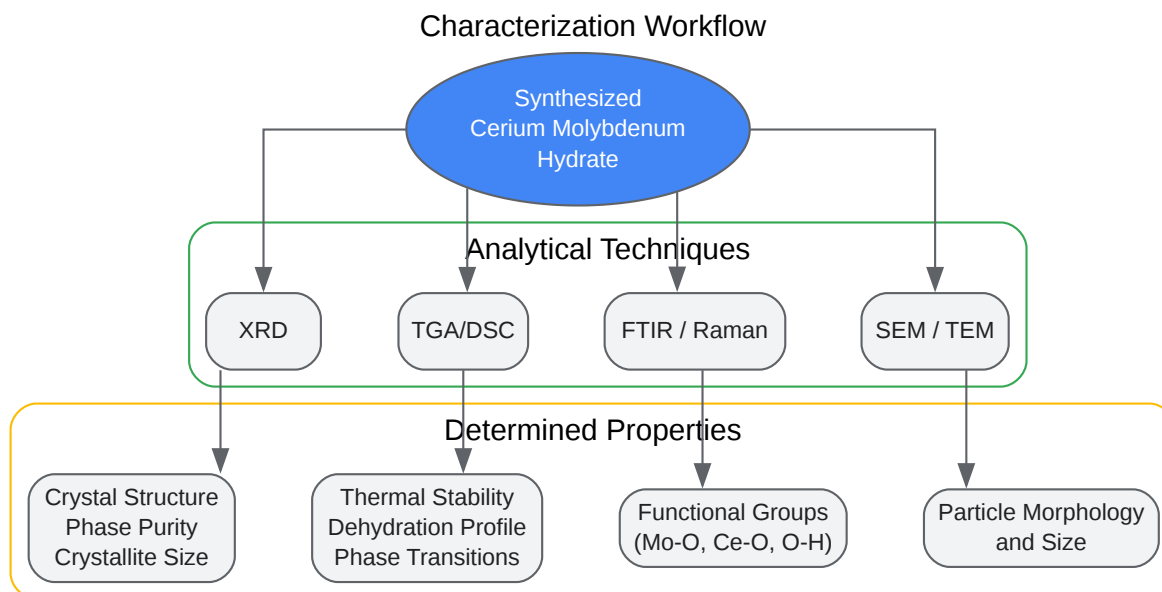 Characterization Workflow
Synthesized
Cerium Molybdenum
Hydrate
Analytical Techniques
XRD
TGA/DSC
FTIR / Raman
SEM / TEM
Determined Properties
Crystal Structure
Phase Purity
Crystallite Size
Thermal Stability
Dehydration Profile
Phase Transitions
Functional Groups
(Mo-O, Ce-O, O-H)
Particle Morphology
and Size